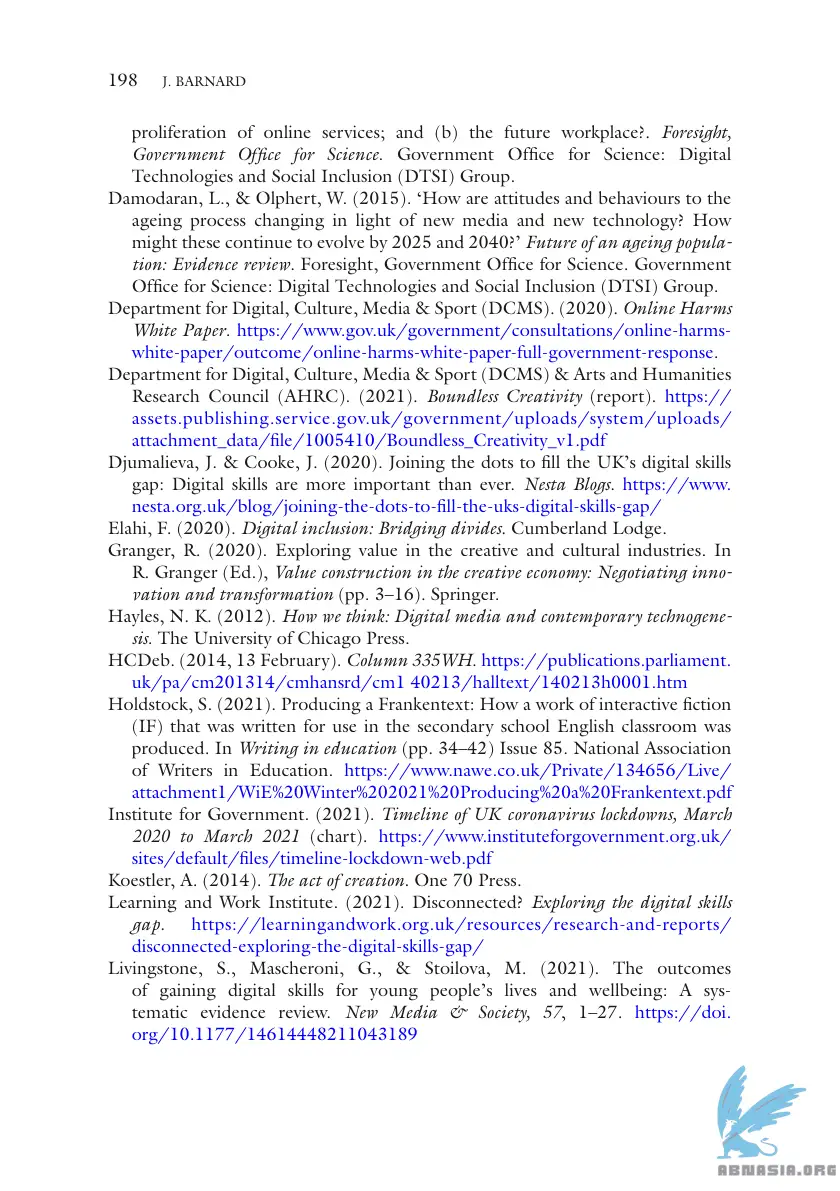 198 J. BARNARD
proliferation of online services; and (b) the future workplace?. Foresight,
Government Office for Science. Government Office for Science: Digital
Technologies and Social Inclusion (DTSI) Group.
Damodaran, L., & Olphert, W. (2015). ‘How are attitudes and behaviours to the
ageing process changing in light of new media and new technology? How
might these continue to evolve by 2025 and 2040?’ Future of an ageing popula-
tion: Evidence review. Foresight, Government Office for Science. Government
Office for Science: Digital Technologies and Social Inclusion (DTSI) Group.
Department for Digital, Culture, Media & Sport (DCMS). (2020). Online Harms
White Paper. https://www.gov.uk/government/consultations/online-harms-
white-paper/outcome/online-harms-white-paper-full-government-response.
Department for Digital, Culture, Media & Sport (DCMS) & Arts and Humanities
Research Council (AHRC). (2021). Boundless Creativity (report). https://
assets.publishing.service.gov.uk/government/uploads/system/uploads/
attachment_data/file/1005410/Boundless_Creativity_v1.pdf
Djumalieva, J. & Cooke, J. (2020). Joining the dots to fill the UK’s digital skills
gap: Digital skills are more important than ever. Nesta Blogs. https://www.
nesta.org.uk/blog/joining-the-dots-to-fill-the-uks-digital-skills-gap/
Elahi, F. (2020). Digital inclusion: Bridging divides. Cumberland Lodge.
Granger, R. (2020). Exploring value in the creative and cultural industries. In
R. Granger (Ed.), Value construction in the creative economy: Negotiating inno-
vation and transformation (pp. 3–16). Springer.
Hayles, N. K. (2012). How we think: Digital media and contemporary technogene-
sis. The University of Chicago Press.
HCDeb. (2014, 13 February). Column 335WH. https://publications.parliament.
uk/pa/cm201314/cmhansrd/cm1 40213/halltext/140213h0001.htm
Holdstock, S. (2021). Producing a Frankentext: How a work of interactive fiction
(IF) that was written for use in the secondary school English classroom was
produced. In Writing in education (pp. 34–42) Issue 85. National Association
of Writers in Education. https://www.nawe.co.uk/Private/134656/Live/
attachment1/WiE%20Winter%202021%20Producing%20a%20Frankentext.pdf
Institute for Government. (2021). Timeline of UK coronavirus lockdowns, March
2020 to March 2021 (chart). https://www.instituteforgovernment.org.uk/
sites/default/files/timeline-lockdown-web.pdf
Koestler, A. (2014). The act of creation. One 70 Press.
Learning and Work Institute. (2021). Disconnected? Exploring the digital skills
gap. https://learningandwork.org.uk/resources/research-and-reports/
disconnected-exploring-the-digital-skills-gap/
Livingstone, S., Mascheroni, G., & Stoilova, M. (2021). The outcomes
of gaining digital skills for young people’s lives and wellbeing: A sys-
tematic evidence review. New Media & Society, 57, 1–27. https://doi.
org/10.1177/14614448211043189
ABNASIA.ORG